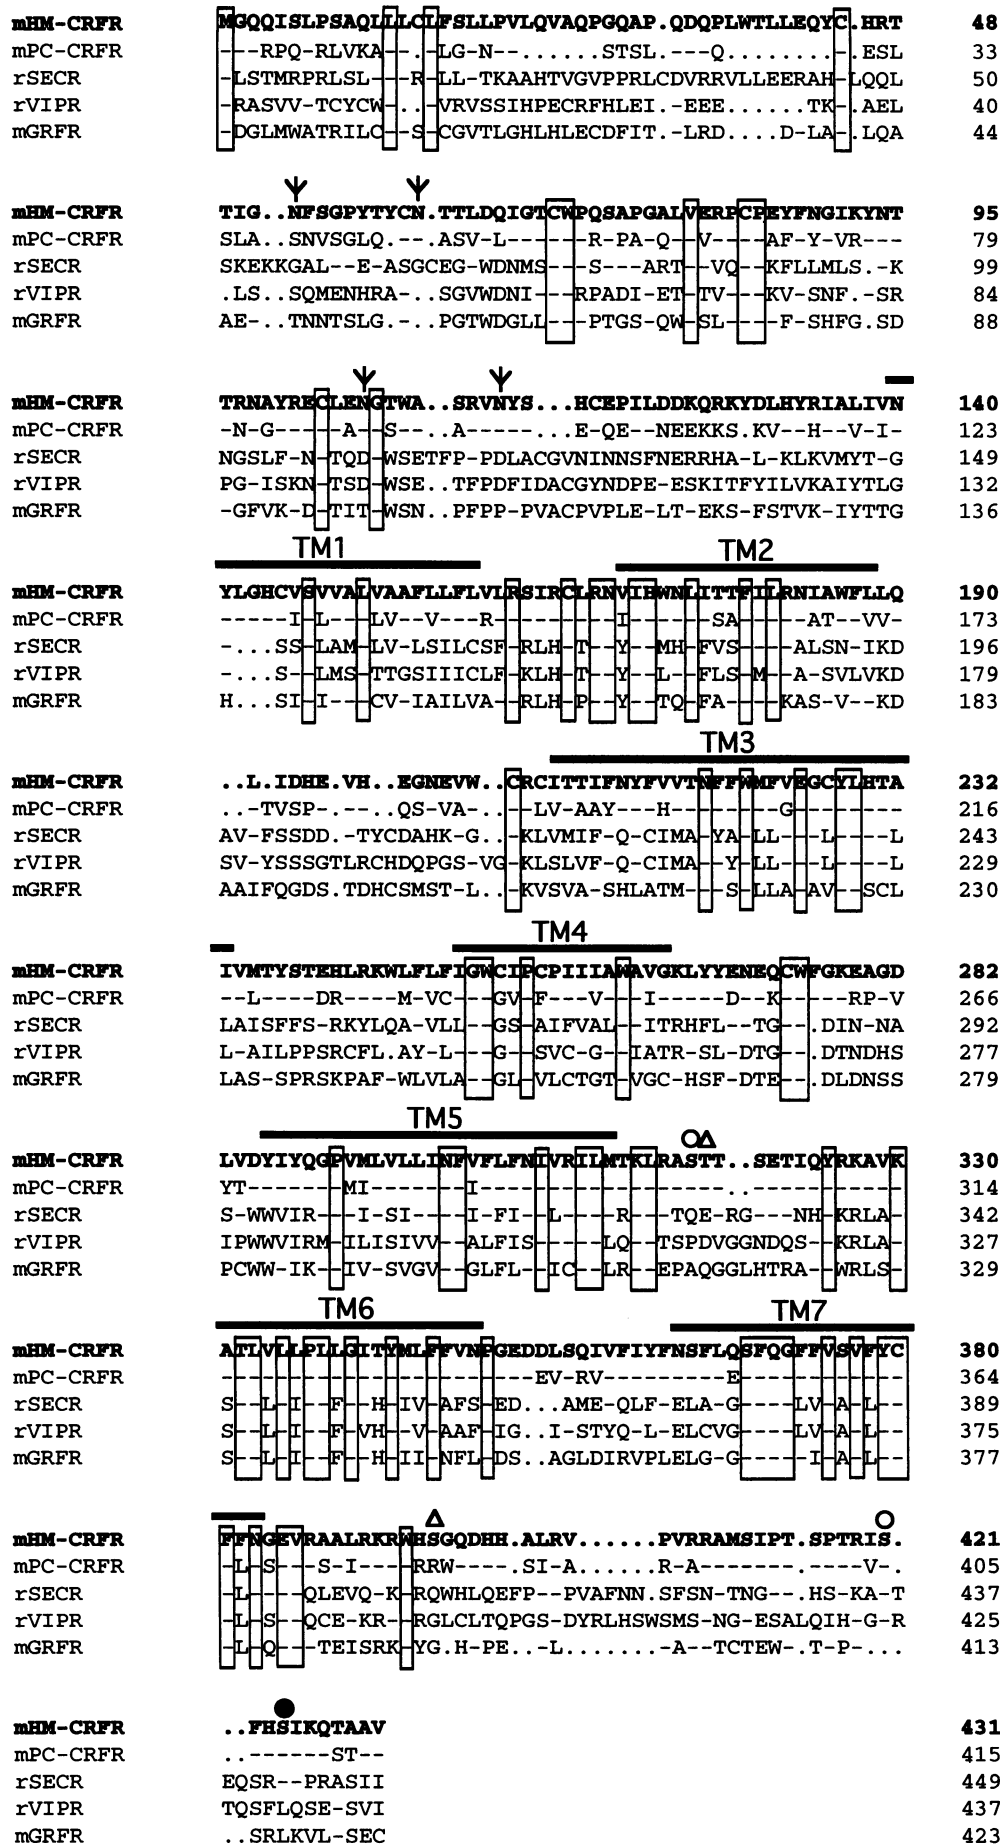 mHM-CRFR MGQQISLPSAQLLLCLFSLLPVLQVAQPGQAP.QDQPLWTLLEQYC.HRT 48
mPC-CRFR ---RPQ-RLVKA---.-LG-N--......-STSL...--Q--------.ESL 33
rSECR -LSTMRPRLSL--R-LL-TKAAHTVGVPPRLCDVRRVLLEERAH-LQQL 50
rVIPR -RASVV-TCYCW-.-VRVSSIHPECRFHLEI.-EEE......TK-.AEL 40
mGRFR -DGLMWATRILC-S-CGVTLGHLHLECDFIT.-LRD.....D-LA-.LQA 44
mHM-CRFR TIG..NFSGPYTYCN.TTLDQIGTCWPQSAPGALVERPCPEYFNGIKYNT 95
mPC-CRFR SLA..SNVSGLQ.--.ASV-L------R-PA-Q--V----AF-Y-VR--- 79
rSECR SKEKKGAL--E-ASGCEG-WDNMS---S---ART--VQ--KFLLMLS.-K 99
rVIPR .LS..SQMENHRA-..SGVWDNI---RPADI-ET-TV---KV-SNF.-SR 84
mGRFR AE-..TNNTSLG.-..PGTWDGLL---PTGS-QW-SL----F-SHFG.SD 88
mHM-CRFR TRNAYRECLENGTWA..SRVNYS...HCEPILDDKQRKYDLHYRIALIVN 140
mPC-CRFR -N-G-----A--S--..A-----...E-QE--NEEKKS.KV--H--V-I- 123
rSECR NGSLF-N-TQD-WSETFP-PDLACGVNINNSFNERRHA-L-KLKVMYT-G 149
rVIPR PG-ISKN-TSD-WSE..TFPDFIDACGYNDPE-ESKITFYILVKAIYTLG 132
mGRFR -GFVK-D-TIT-WSN..PFPP-PVACPVPLE-LT-EKS-FSTVK-IYTTG 136
TM1 TM2
mHM-CRFR YLGHCVSVVALVAAFLLFLVLRSIRCLRNVIHWNLITTFILRNIAWFLLQ 190
mPC-CRFR -----I-L---LV--V---R---------I------SA------AT--VV- 173
rSECR -...SS-LAM-LV-LSILCSF-RLH-T--Y--MH-FVS----ALSN-IKD 196
rVIPR -...S--LMS-TTGSIIICLF-KLH-T--Y--L--FLS-M--A-SVLVKD 179
mGRFR H...SI-I---CV-IAILVA--RLH-P--Y--TQ-FA----KAS-V--KD 183
TM3
mHM-CRFR ..L.IDHE.VH..EGNEVW..CRCITTIFNYFVVTNFFWMFVEGCYLHTA 232
mPC-CRFR ..-TVSP-.--..QS-VA-..--LV-AAY---H--------G-------- 216
rSECR AV-FSSDD.-TYCDAHK-G..-KLVMIF-Q-CIMA-YA-LL--L----L 243
rVIPR SV-YSSSGTLRCHDQPGS-VG-KLSLVF-Q-CIMA--Y-LL---L----L 229
mGRFR AAIFQGDS.TDHCSMST-L..-KVSVA-SHLATM---S-LLA-AV--SCL 230
TM4
mHM-CRFR IVMTYSTEHLRKWLFLFIGWCIPCPIIIAWAVGKLYYENEQCWFGKEAGD 282
mPC-CRFR --L----DR----M-VC---GV-F---V---I-----D--K-----RP-V 266
rSECR LAISFFS-RKYLQA-VLL--GS-AIFVAL--ITRHFL--TG--.DIN-NA 292
rVIPR L-AILPPSRCFL.AY-L---G--SVC-G--IATR-SL-DTG--.DTNDHS 277
mGRFR LAS-SPRSKPAF-WLVLA--GL-VLCTGT-VGC-HSF-DTE--.DLDNSS 279
TM5
mHM-CRFR LVDYIYQGPVMLVLLINFVFLFNIVRILMTKLRASTT..SETIQYRKAVK 330
mPC-CRFR YT-------MI-------I------------------..----------- 314
rSECR S-WWVIR---I-SI----I-FI--L----R---TQE-RG---NH-KRLA- 342
rVIPR IPWWVIRM-ILISIVV--ALFIS-----LQ--TSPDVGGNDQS--KRLA- 327
mGRFR PCWW-IK--IV-SVGV--GLFL--IC--LR--EPAQGGLHTRA--WRLS- 329
TM6 TM7
mHM-CRFR ATLVLLPLLGITYMLFFVNPGEDDLSQIVFIYFNSFLQSFQGFFVSVFYC 380
mPC-CRFR -----------------------EV-RV---------E------------ 364
rSECR S--L-I--F--H-IV-AFS-ED...AME-QLF-ELA-G----LV-A-L-- 389
rVIPR S--L-I--F-VH--V-AAF-IG..I-STYQ-L-ELCVG----LV-A-L-- 375
mGRFR S--L-I--F--H-II-NFL-DS..AGLDIRVPLELG-G-----I-A-L-- 377
mHM-CRFR FFNGEVRAALRKRWHSGQDHH.ALRV......PVRRAMSIPT.SPTRIS. 421
mPC-CRFR -L-S-----S-I----RRW---.SI-A......R-A------.----V-. 405
rSECR -L----QLEVQ-K-RQWHLQEFP--PVAFNN.SFSN-TNG--.HS-KA-T 437
rVIPR -L-S--QCE-KR--RGLCLTQPGS-DYRLHSWSMS-NG-ESALQIH-G-R 425
mGRFR -L-Q---TEISRK-YG.H-PE..-L.......-A--TCTEW-.T-P-... 413
mHM-CRFR ..FHSIKQTAAV 431
mPC-CRFR ..------ST-- 415
rSECR EQSR--PRASII 449
rVIPR TQSFLQSE-SVI 437
mGRFR ..SRLKVL-SEC 423